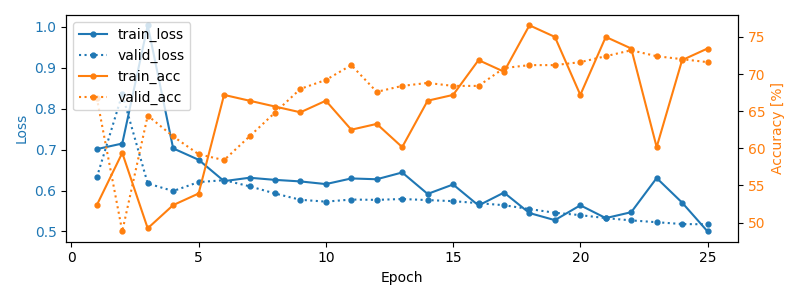 train_loss
valid_loss
train_acc
valid_acc
1.0
0.9
0.8
0.7
0.6
0.5
Loss
75
70
65
60
55
50
Accuracy [%]
0 5 10 15 20 25
Epoch